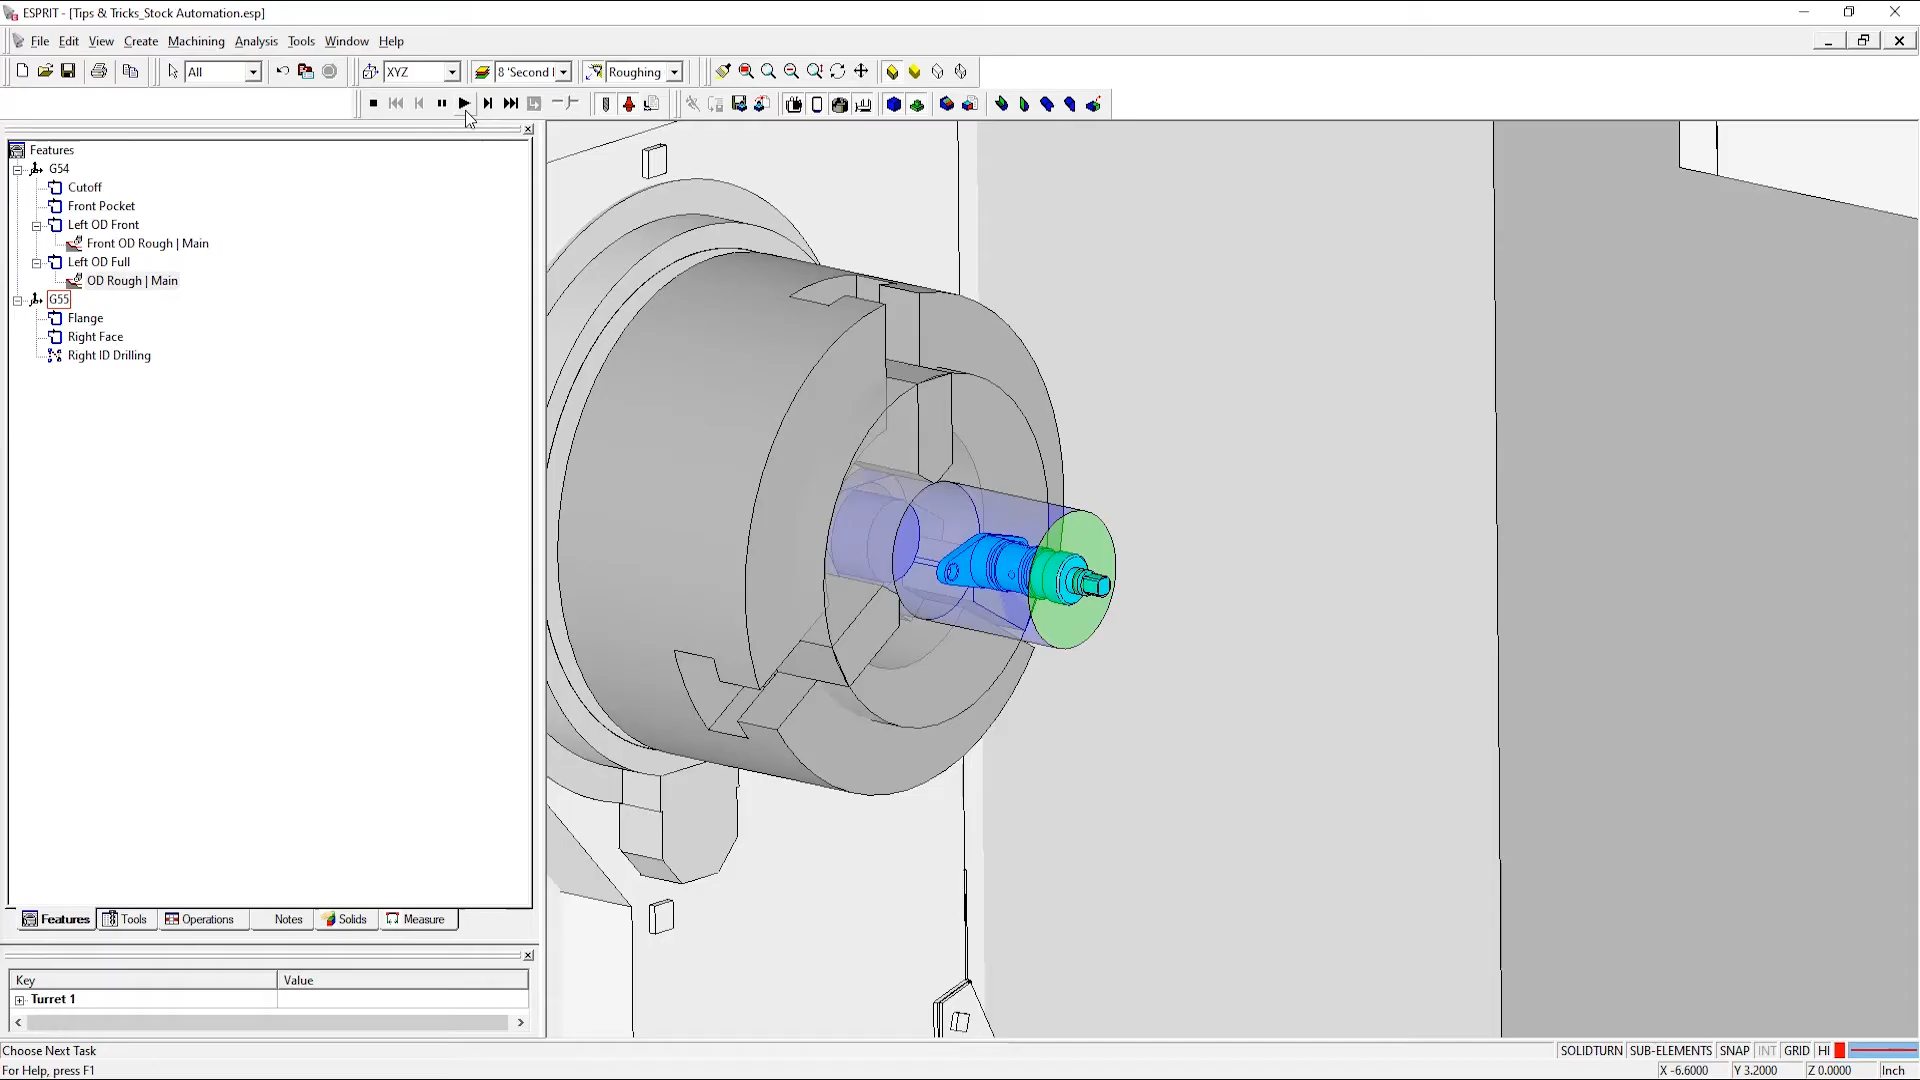 ESPRIT - [Tips & Tricks_Stock Automation.esp]
File Edit View Create Machining Analysis Tools Window Help
All XYZ 8 'Second I Roughing
Features
G54
Cutoff
Front Pocket
Left OD Front
Front OD Rough | Main
Left OD Full
OD Rough | Main
G55
Flange
Right Face
Right ID Drilling
Features Tools Operations Notes Solids Measure
Key Value
Turret 1
Choose Next Task SOLIDTURN SUB-ELEMENTS SNAP INT GRID HI
For Help, press F1 X -6.6000 Y 3.2000 Z 0.0000 Inch